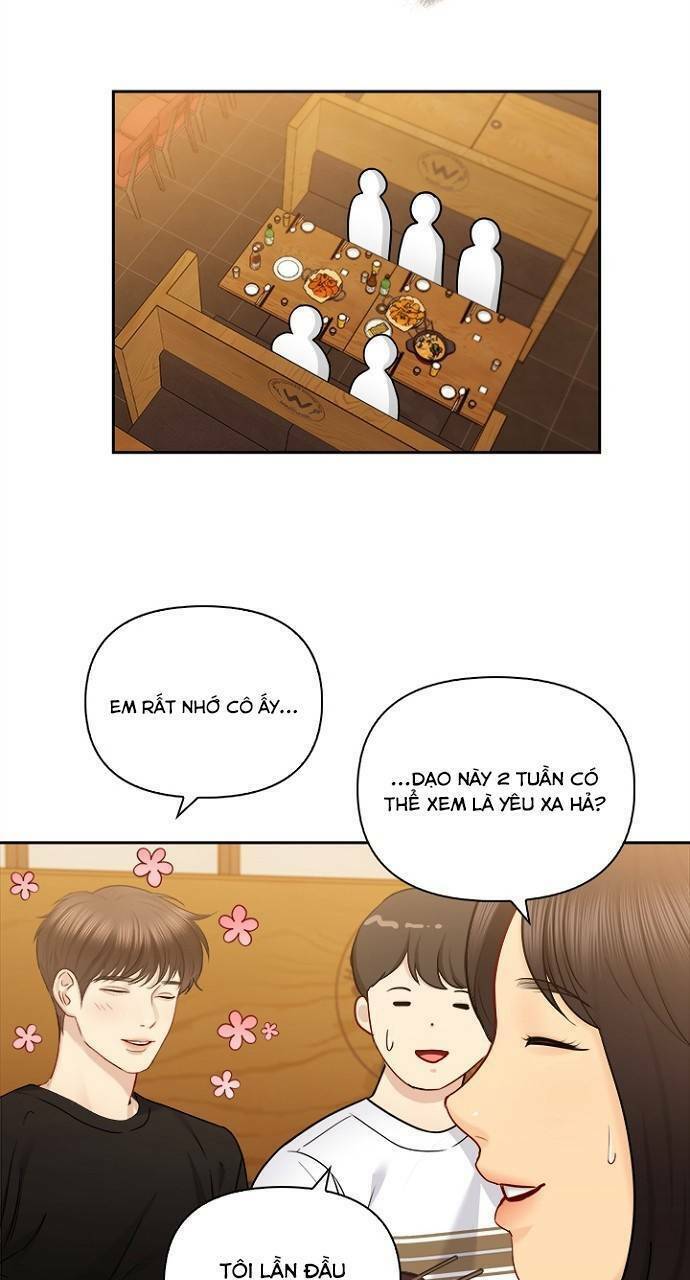 W
W
EM RẤT NHỚ CÔ ẤY...
...DẠO NÀY 2 TUẦN CÓ
THỂ XEM LÀ YÊU XA HẢ?
TÔI LẦN ĐẦU